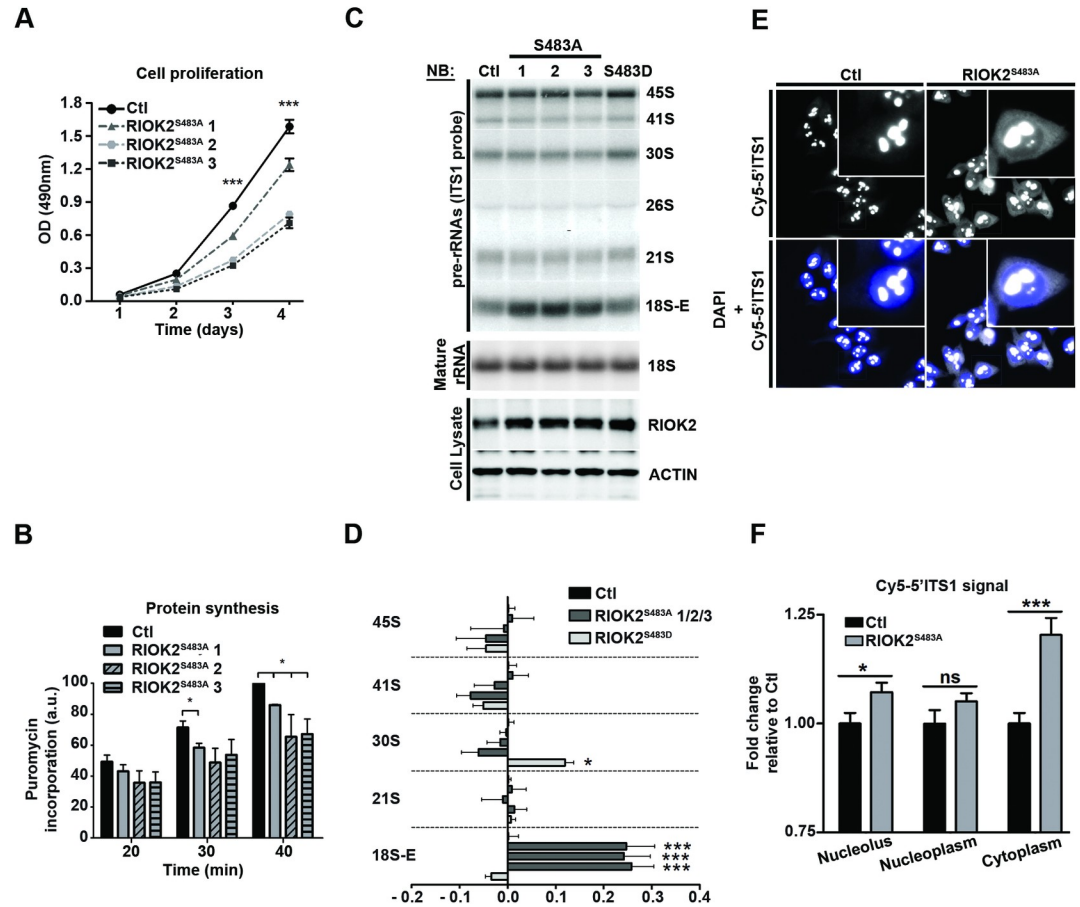 A
Cell proliferation
Ctl
RIOK2S483A 1
RIOK2S483A 2
RIOK2S483A 3
***
***
OD (490nm)
1.8
1.5
1.2
0.9
0.6
0.3
0.0
1 2 3 4
Time (days)
B
Protein synthesis
Ctl
RIOK2S483A 1
RIOK2S483A 2
RIOK2S483A 3
*
*
Puromycin
incorporation (a.u.)
100
80
60
40
20
0
20 30 40
Time (min)
C
S483A
NB: Ctl 1 2 3 S483D
pre-rRNAs (ITS1 probe)
45S
41S
30S
26S
21S
18S-E
Mature
rRNA
18S
Cell Lysate
RIOK2
ACTIN
D
Ctl
RIOK2S483A 1/2/3
RIOK2S483D
45S
41S
30S
*
21S
18S-E
***
***
***
- 0.2 - 0.1 0.0 0.1 0.2 0.3 0.4
E
Ctl RIOK2S483A
Cy5-5'ITS1
DAPI
+
Cy5-5'ITS1
F
Cy5-5'ITS1 signal
Ctl
RIOK2S483A
*
ns
***
Fold change
relative to Ctl
1.25
1.00
0.75
Nucleolus
Nucleoplasm
Cytoplasm